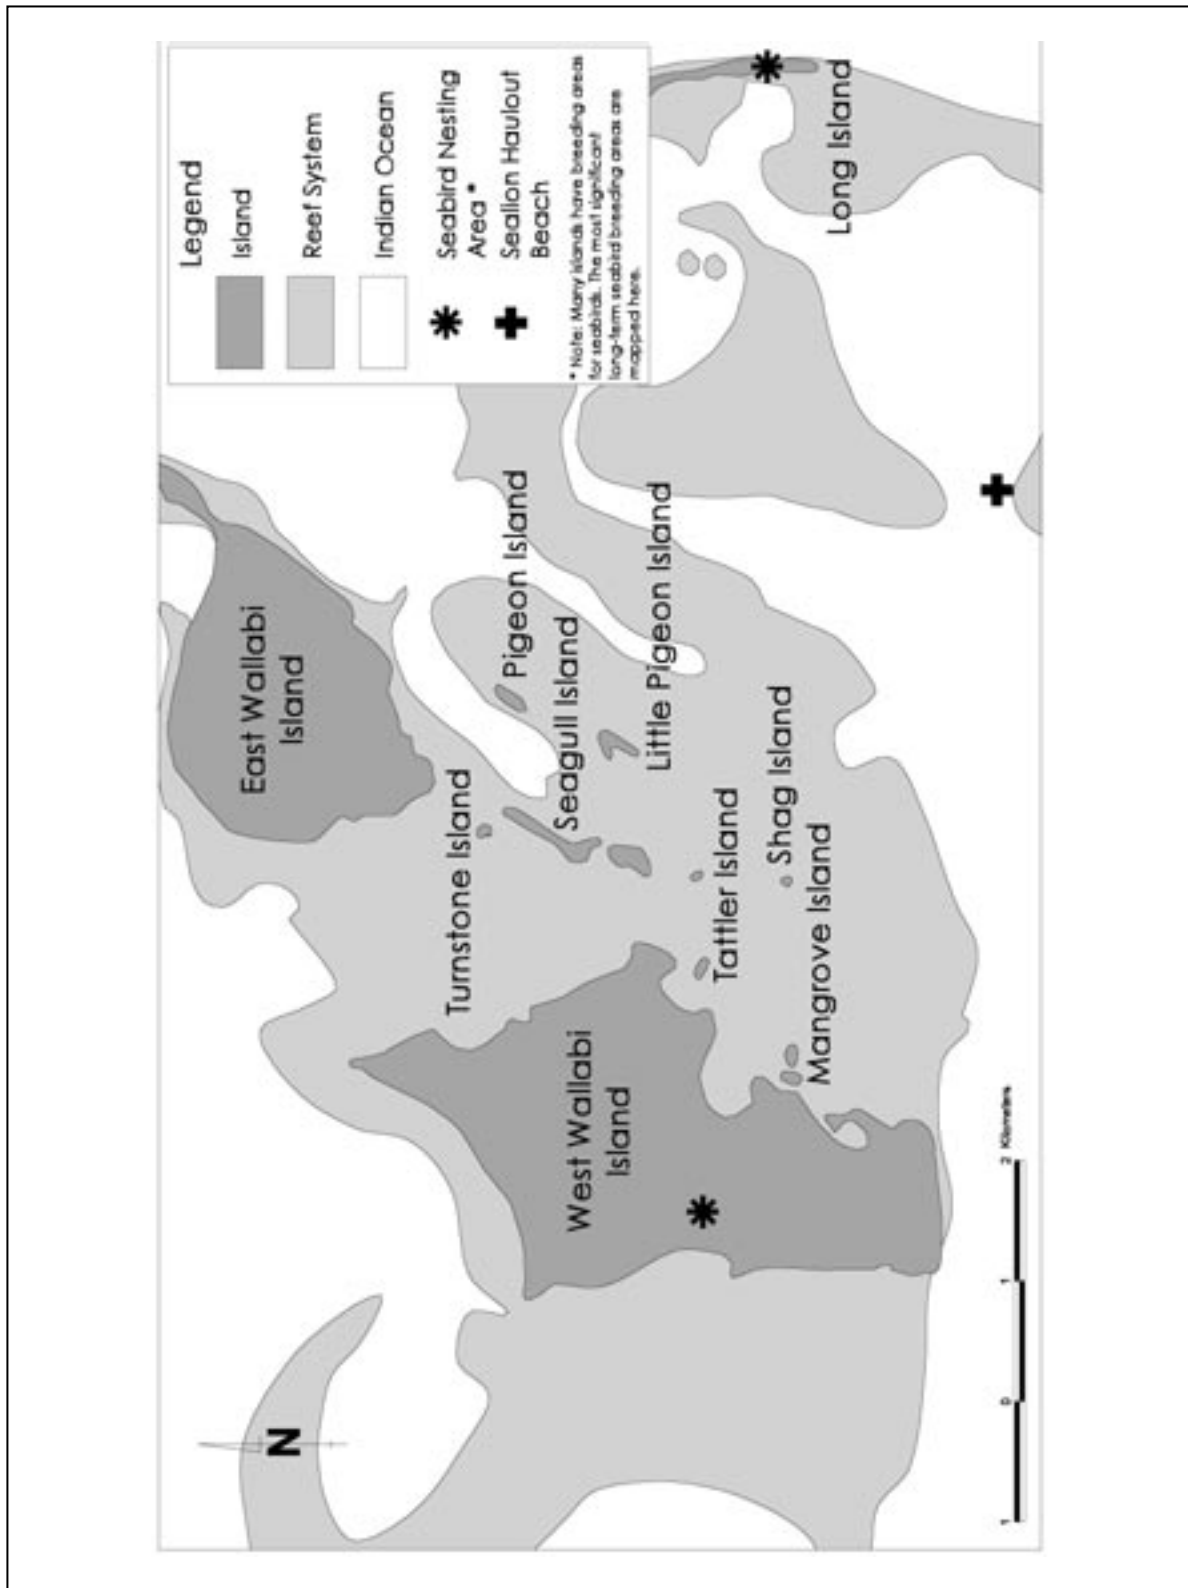 Legend
Island
Reef System
Indian Ocean
Seabird Nesting
Area *
Sealion Haulout
Beach
* Note: Many islands have breeding areas
for seabirds. The most significant
long-term seabird breeding areas are
mapped here.
East Wallabi
Island
Turnstone Island
Pigeon Island
Seagull Island
Little Pigeon Island
West Wallabi
Island
Tattler Island
Shag Island
Mangrove Island
Long Island
N
1 0 1 2 Kilometers